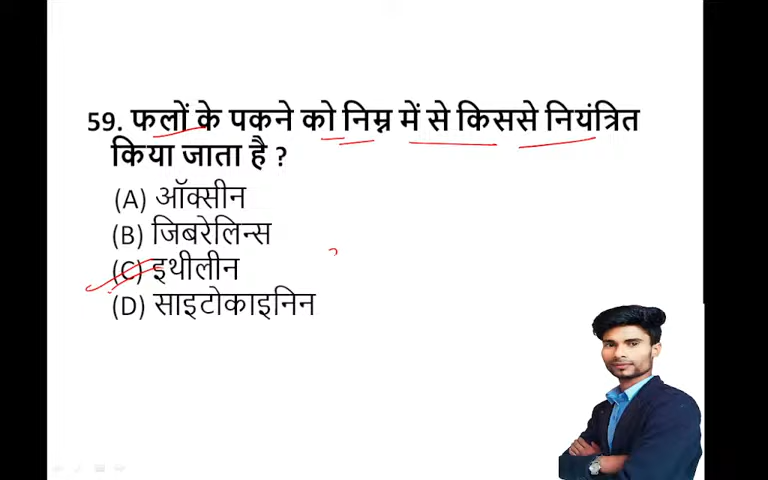 59. फलों के पकने को निम्न में से किससे नियंत्रित
किया जाता है ?
(A) ऑक्सीन
(B) जिबरेलिन्स
(C) इथीलीन
(D) साइटोकाइनिन